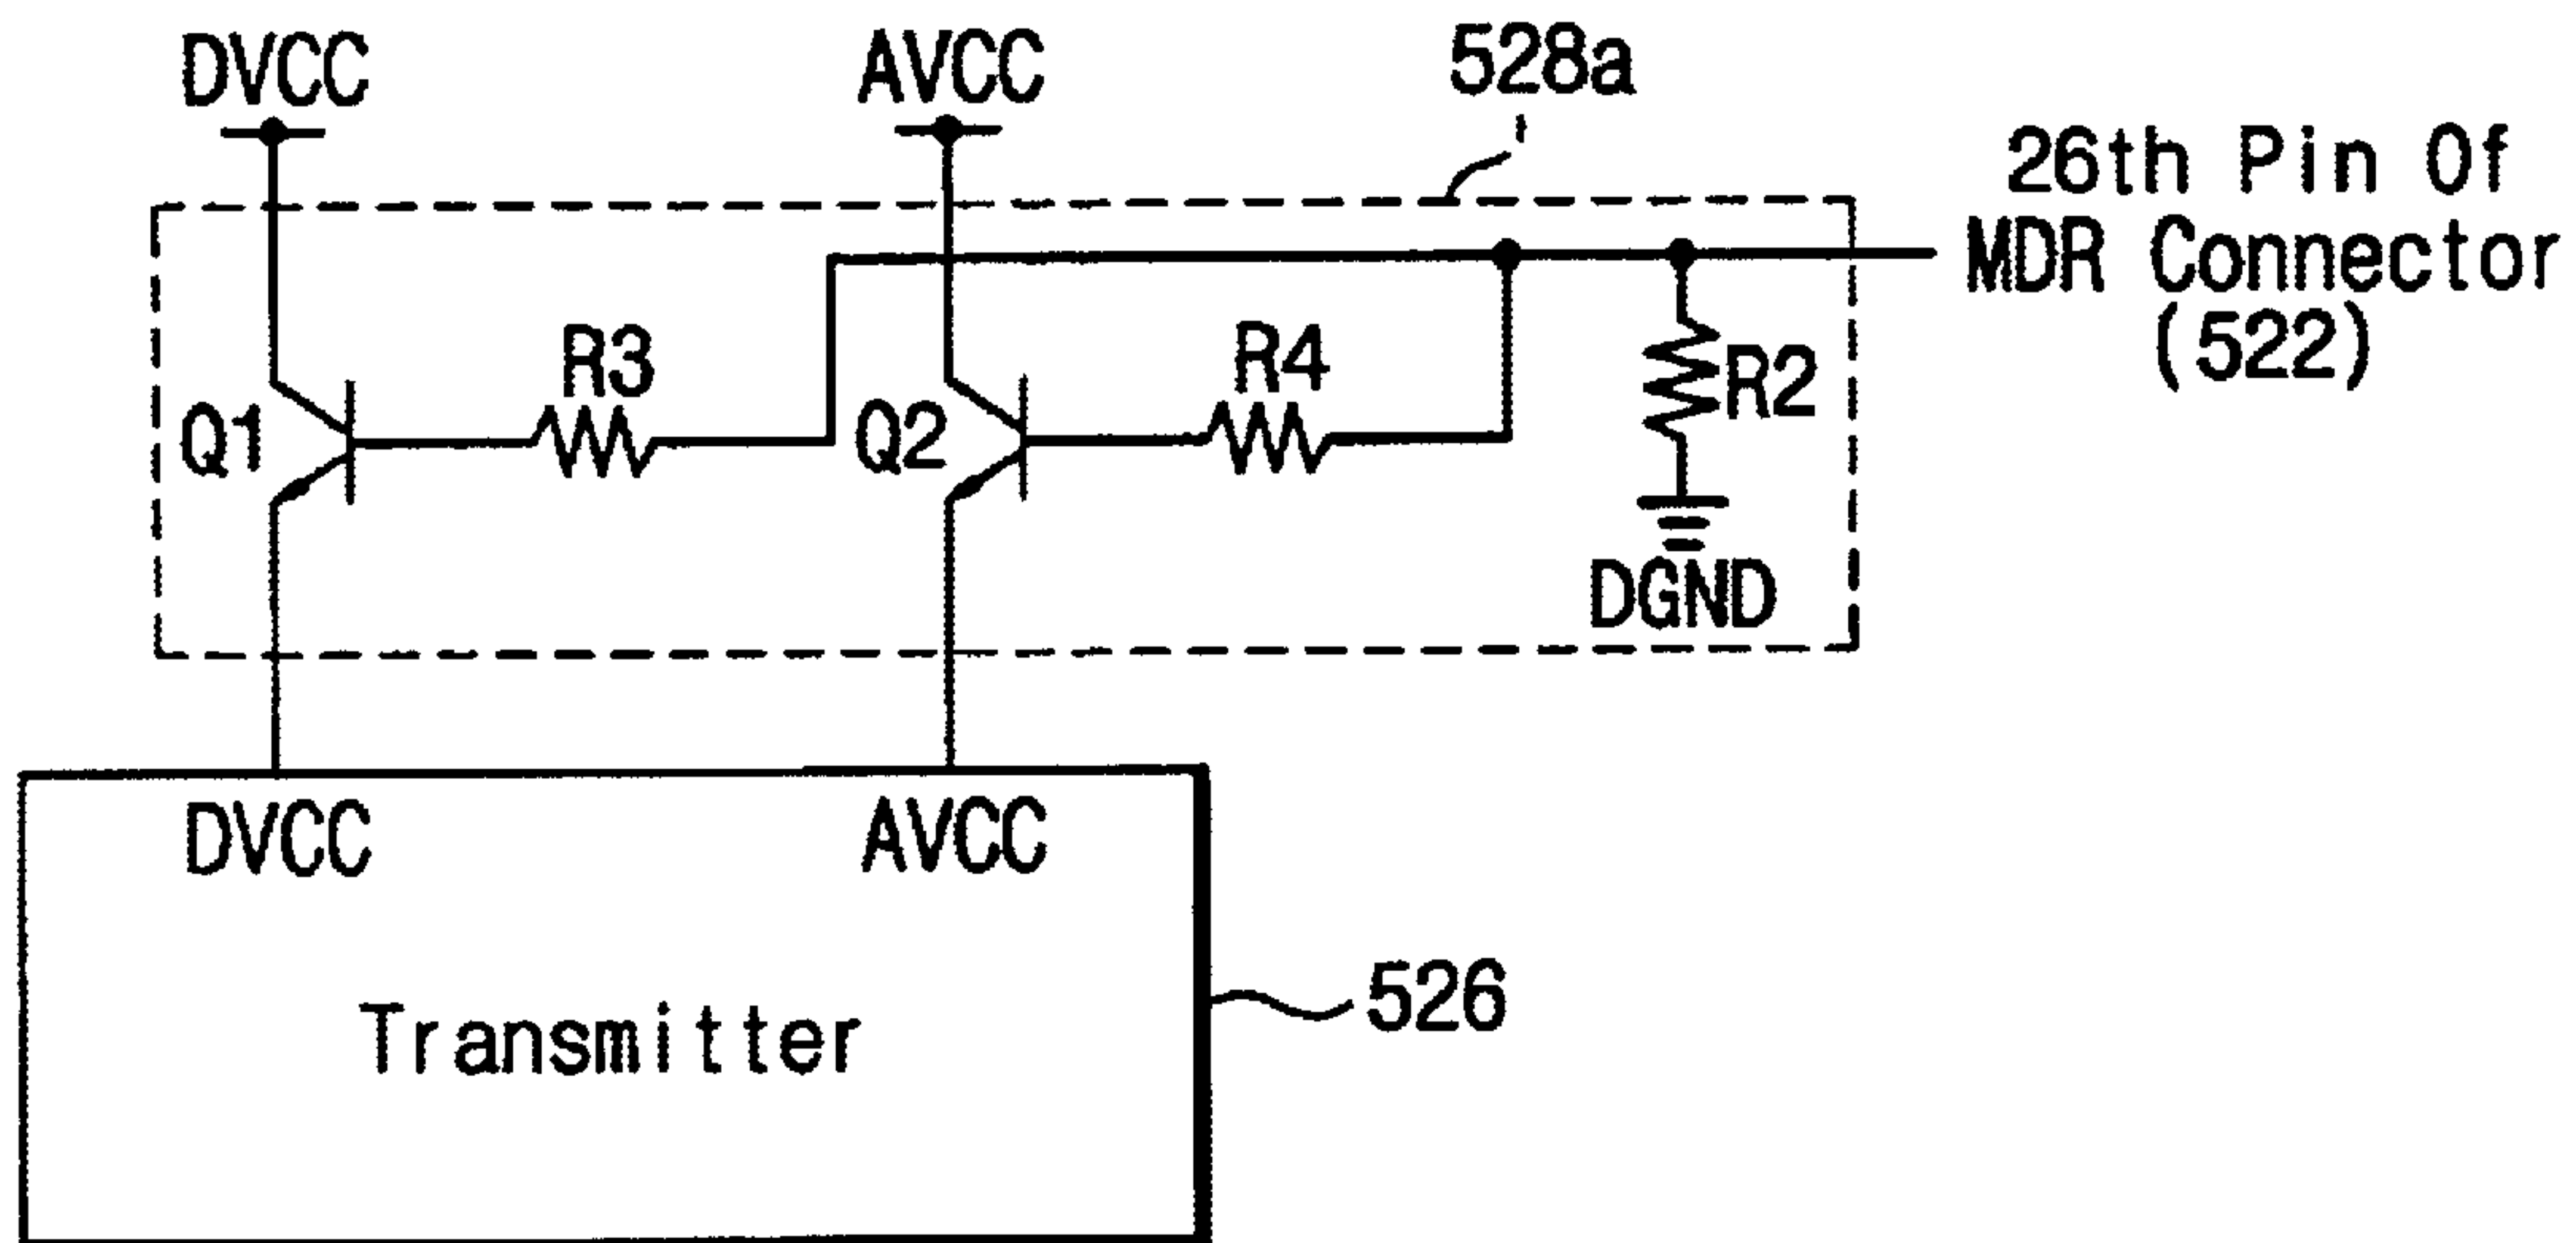 DVCC
AVCC
528a
26th Pin Of
MDR Connector
(522)
R3
R4
R2
Q1
Q2
DGND
DVCC
AVCC
Transmitter
526